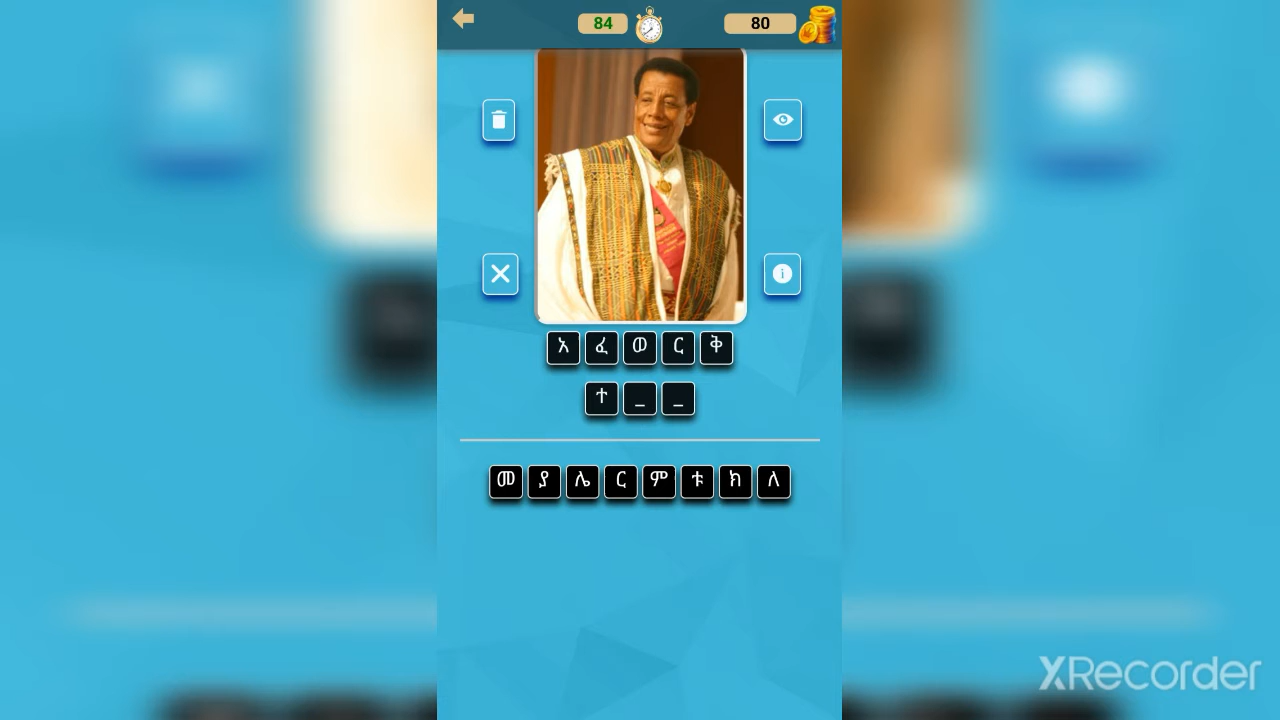 84 80
አ ፈ ወ ር ቅ
ተ _ _
መ ያ ሌ ር ም ቱ ክ ለ
XRecorder